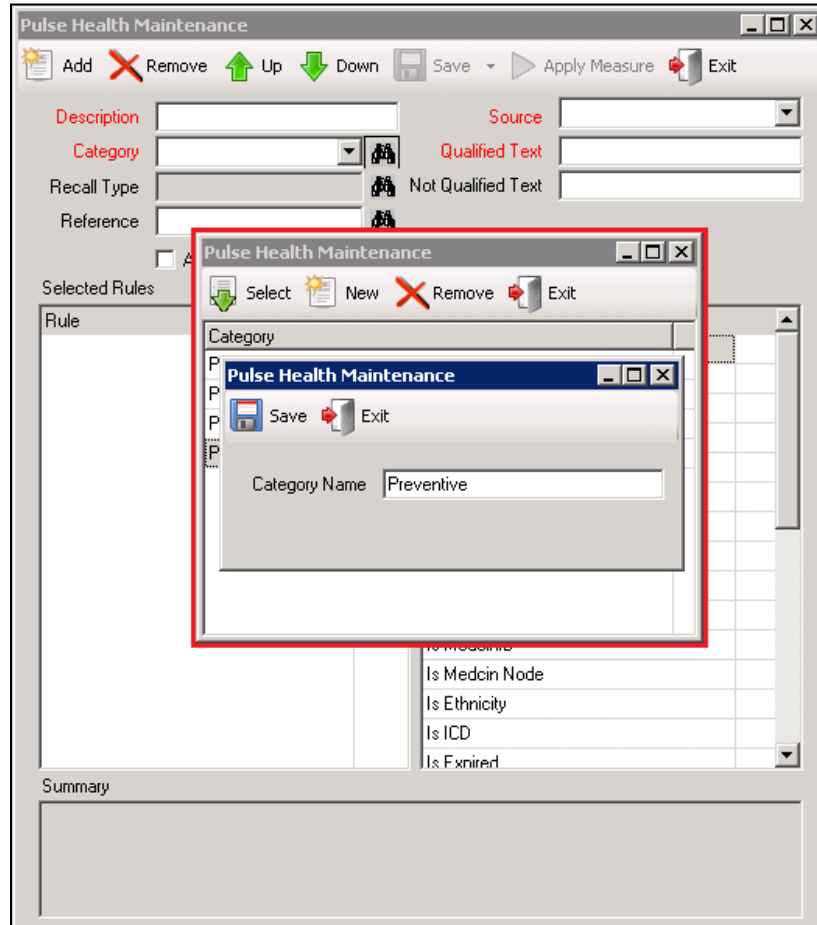 Pulse Health Maintenance
Add Remove Up Down Save Apply Measure Exit
Description Source
Category Qualified Text
Recall Type Not Qualified Text
Reference
A
Selected Rules
Rule
Pulse Health Maintenance
Select New Remove Exit
Category
P
P
P
P
Pulse Health Maintenance
Save Exit
Category Name Preventive
Is Medcin Node
Is Ethnicity
Is ICD
Is Expired
Summary